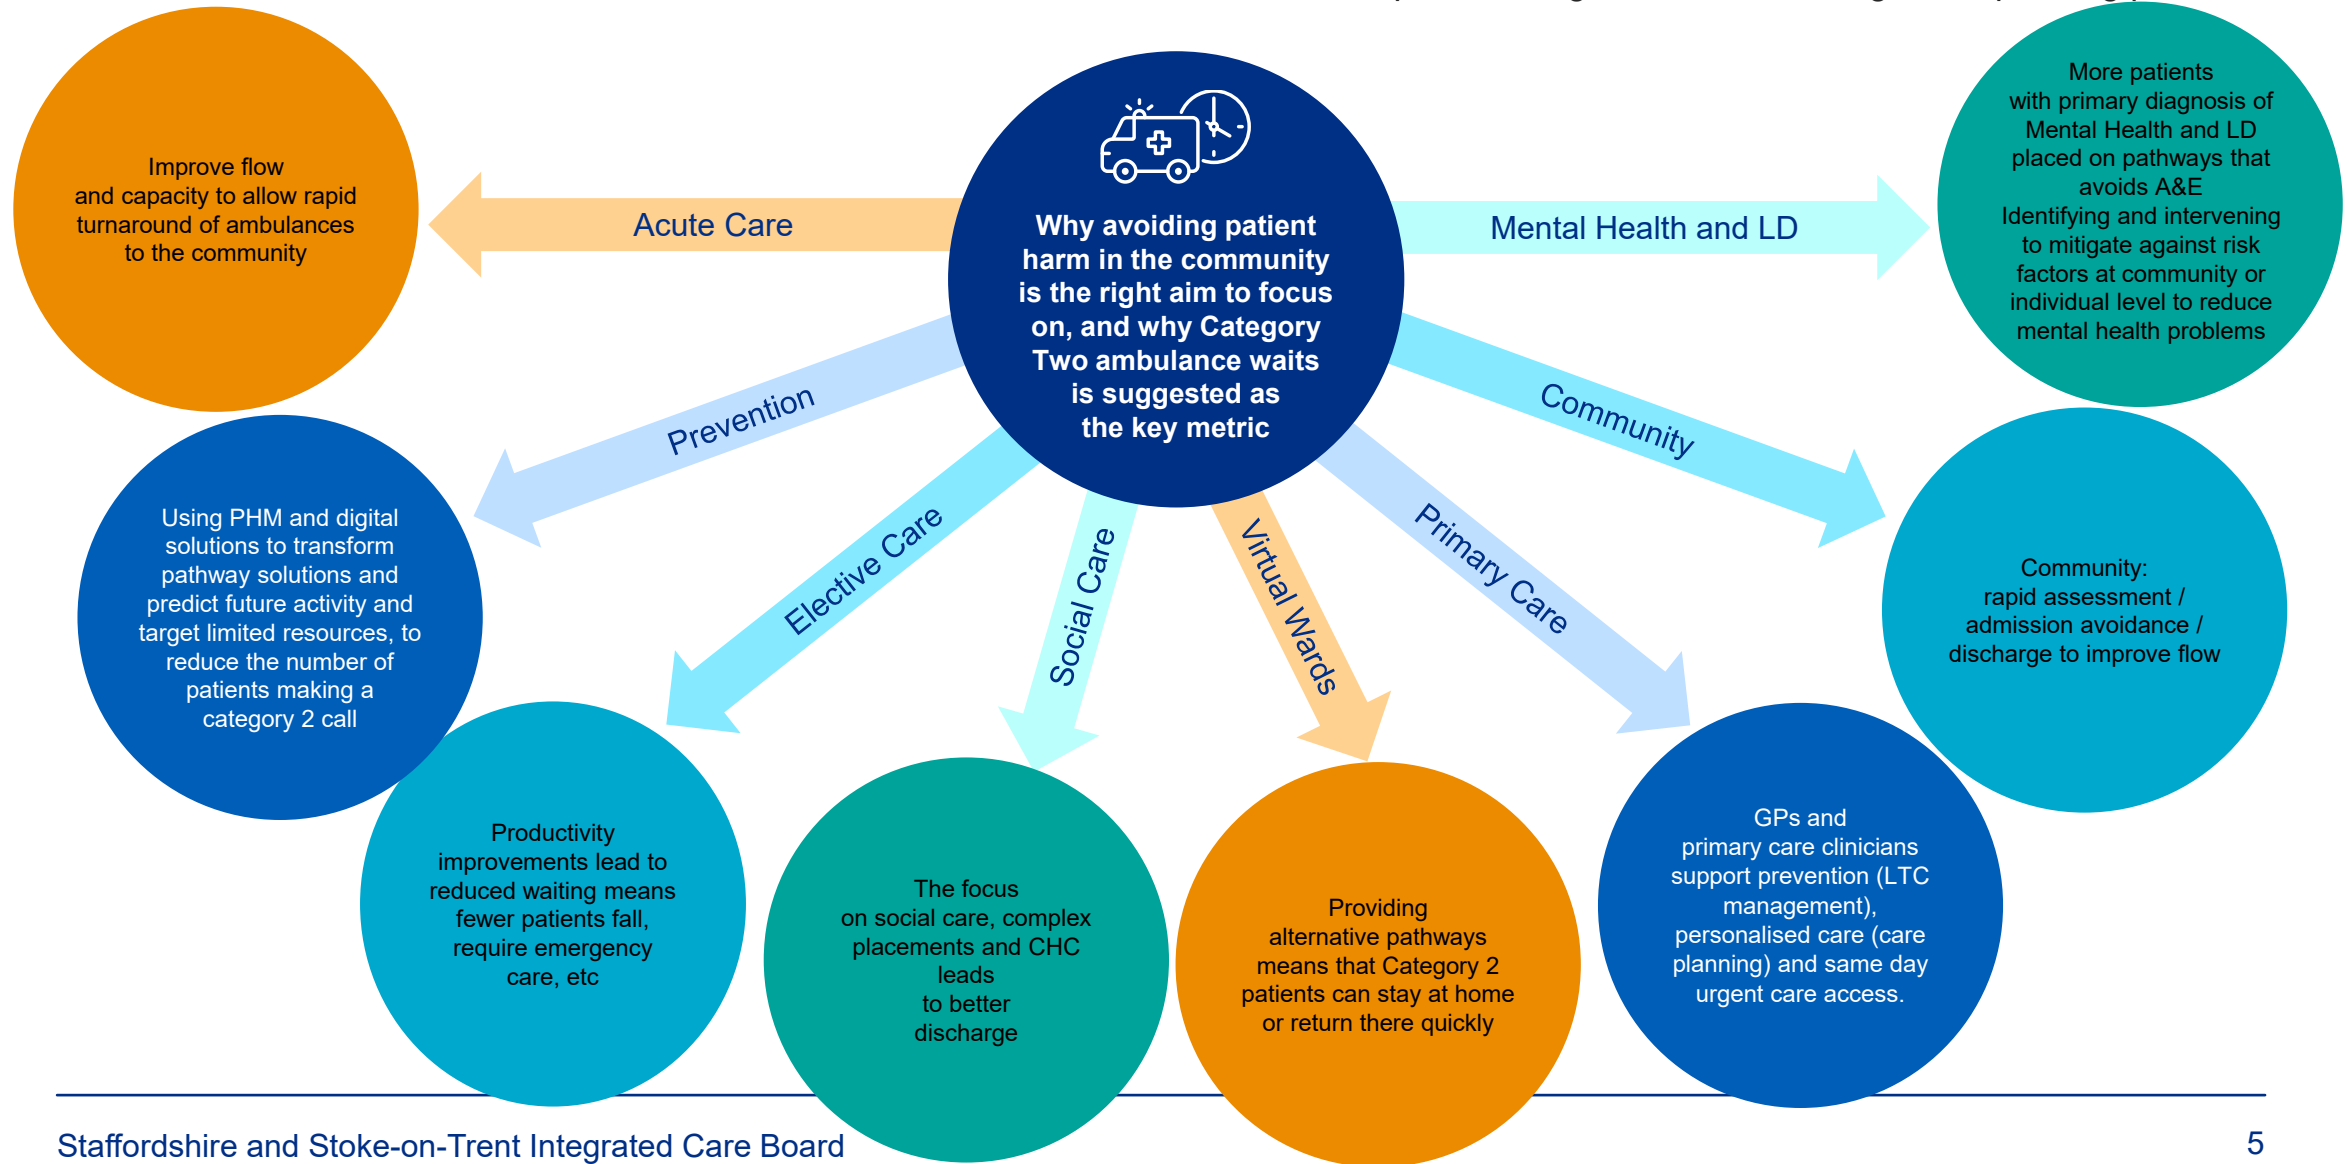 Why avoiding patient
harm in the community
is the right aim to focus
on, and why Category
Two ambulance waits
is suggested as
the key metric
Acute Care
Improve flow
and capacity to allow rapid
turnaround of ambulances
to the community
Prevention
Using PHM and digital
solutions to transform
pathway solutions and
predict future activity and
target limited resources, to
reduce the number of
patients making a
category 2 call
Elective Care
Productivity
improvements lead to
reduced waiting means
fewer patients fall,
require emergency
care, etc
Social Care
The focus
on social care, complex
placements and CHC
leads
to better
discharge
Virtual Wards
Providing
alternative pathways
means that Category 2
patients can stay at home
or return there quickly
Primary Care
GPs and
primary care clinicians
support prevention (LTC
management),
personalised care (care
planning) and same day
urgent care access.
Community
Community:
rapid assessment /
admission avoidance /
discharge to improve flow
Mental Health and LD
More patients
with primary diagnosis of
Mental Health and LD
placed on pathways that
avoids A&E
Identifying and intervening
to mitigate against risk
factors at community or
individual level to reduce
mental health problems
Staffordshire and Stoke-on-Trent Integrated Care Board
5